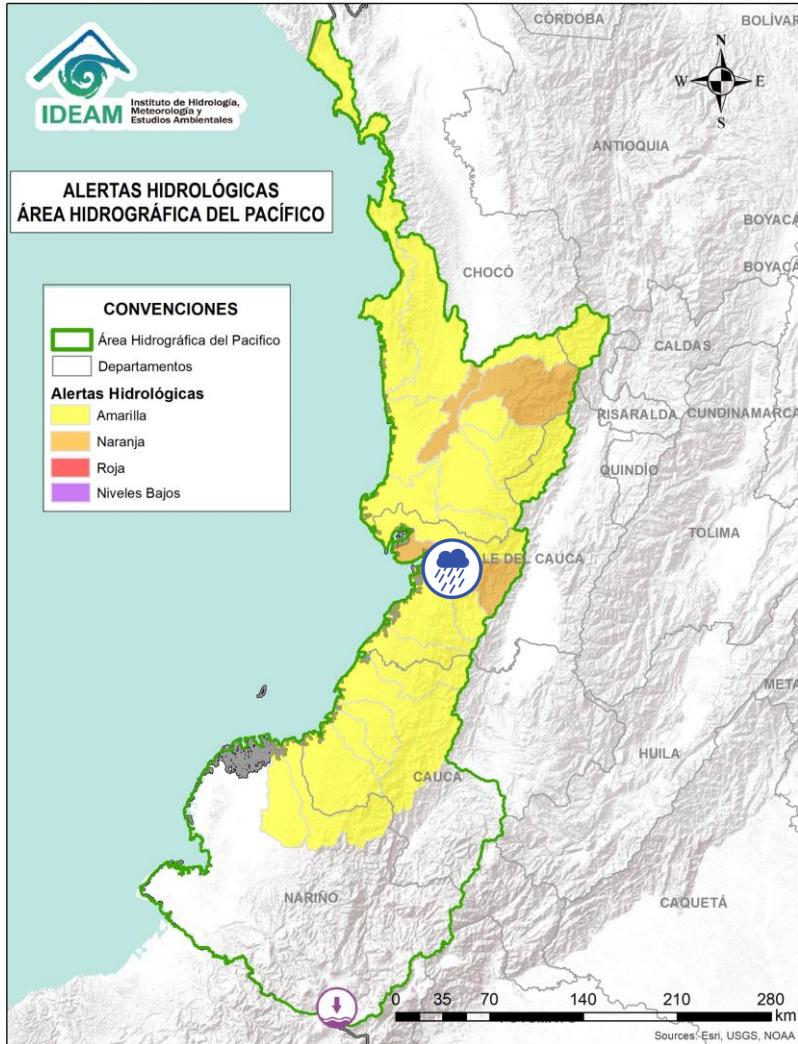 CÓRDOBA
BOLÍVAR
N
W
E
S
IDEAM
Instituto de Hidrología,
Meteorología y
Estudios Ambientales
ANTIOQUIA
ALERTAS HIDROLÓGICAS
ÁREA HIDROGRÁFICA DEL PACÍFICO
BOYACÁ
BOYACÁ
CHOCÓ
CONVENCIONES
Área Hidrográfica del Pacífico
Departamentos
Alertas Hidrológicas
Amarilla
Naranja
Roja
Niveles Bajos
CALDAS
RISARALDA
CUNDINAMARCA
QUINDÍO
TOLIMA
LE DEL CAUCA
META
HUILA
CAUCA
NARIÑO
CAQUETÁ
0 35 70 140 210 280
km
Sources: Esri, USGS, NOAA